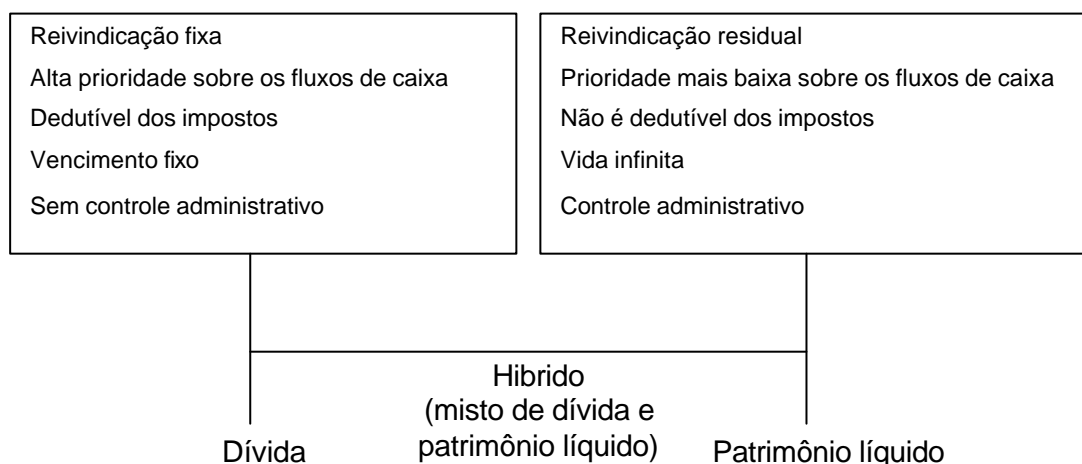 Reivindicação fixa
Alta prioridade sobre os fluxos de caixa
Dedutível dos impostos
Vencimento fixo
Sem controle administrativo
Reivindicação residual
Prioridade mais baixa sobre os fluxos de caixa
Não é dedutível dos impostos
Vida infinita
Controle administrativo
Hibrido
(misto de dívida e
patrimônio líquido)
Dívida
Patrimônio líquido